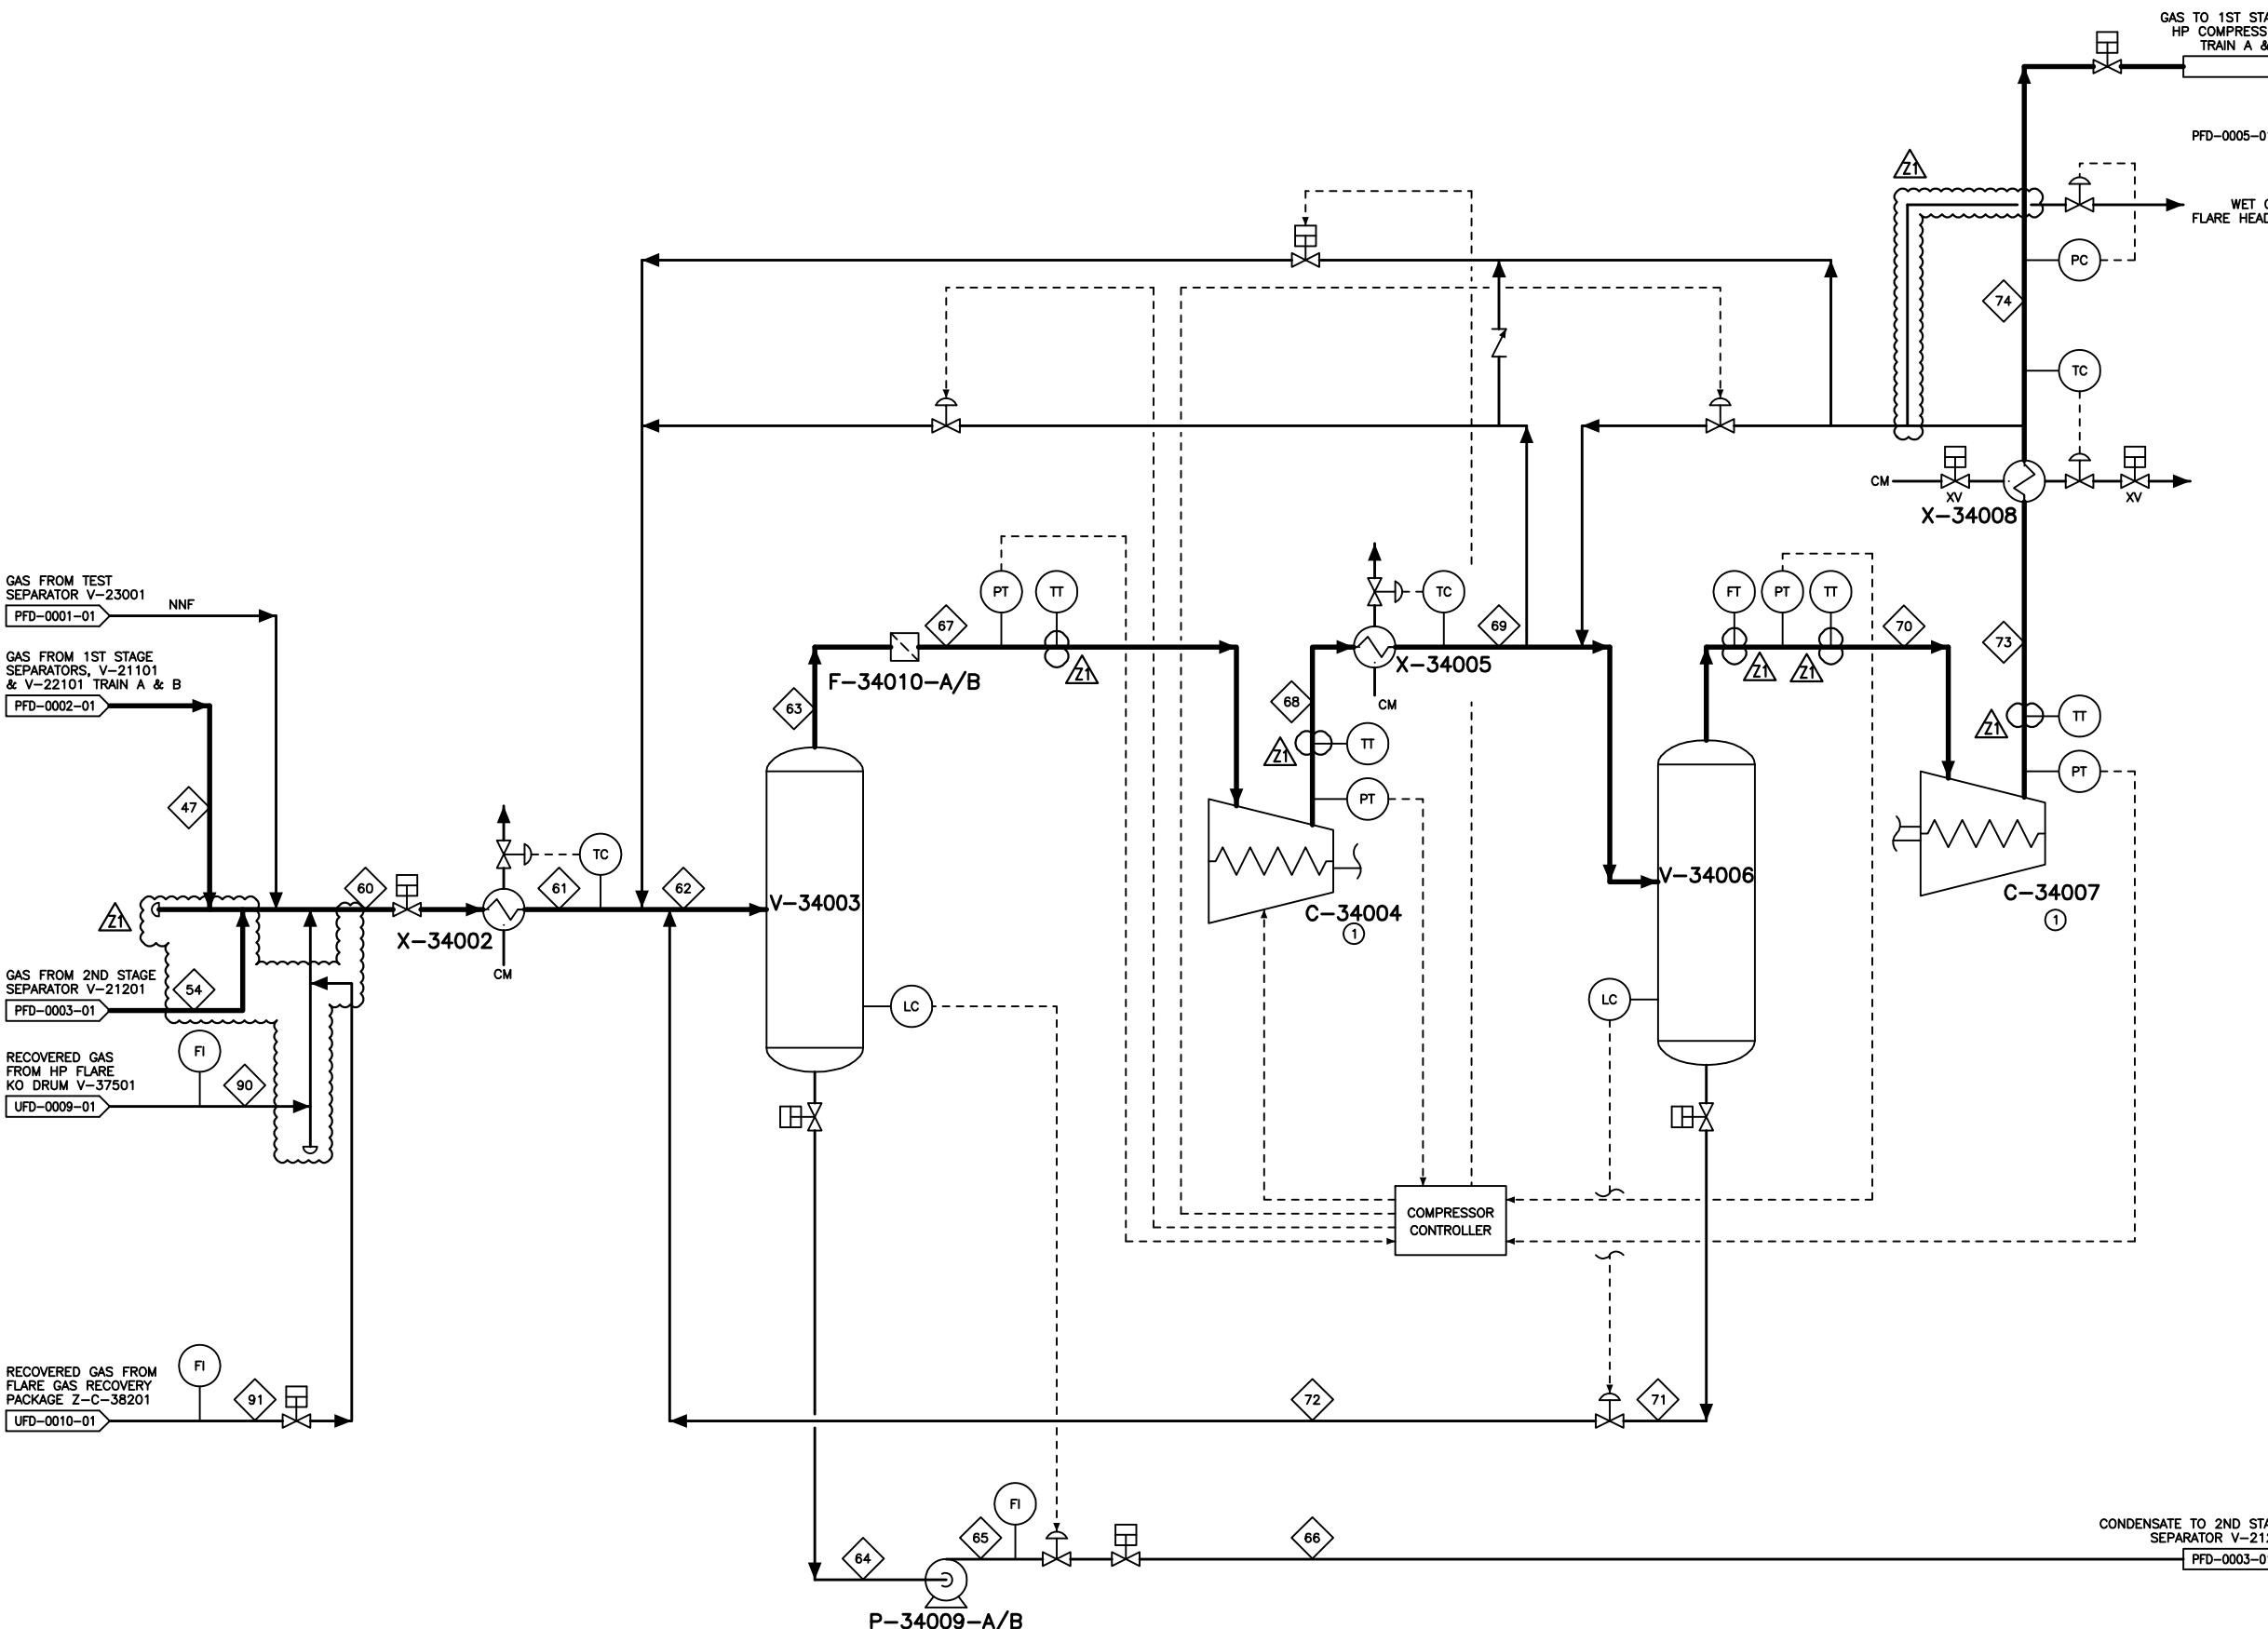 GAS TO 1ST STA
HP COMPRESS
TRAIN A &
PFD-0005-0
Z1
WET
FLARE HEAD
PC
74
TC
CM
XV
XV
X-34008
GAS FROM TEST
SEPARATOR V-23001
PFD-0001-01
NNF
GAS FROM 1ST STAGE
SEPARATORS, V-21101
& V-22101 TRAIN A & B
PFD-0002-01
47
PT
TT
67
Z1
F-34010-A/B
63
TC
69
X-34005
CM
68
Z1
TT
PT
FT
PT
TT
Z1
Z1
70
73
Z1
TT
PT
Z1
60
X-34002
CM
61
TC
62
V-34003
C-34004
1
V-34006
C-34007
1
GAS FROM 2ND STAGE
SEPARATOR V-21201
PFD-0003-01
54
LC
LC
FI
RECOVERED GAS
FROM HP FLARE
KO DRUM V-37501
UFD-0009-01
90
COMPRESSOR
CONTROLLER
RECOVERED GAS FROM
FLARE GAS RECOVERY
PACKAGE Z-C-38201
UFD-0010-01
FI
91
72
71
FI
64
65
66
P-34009-A/B
CONDENSATE TO 2ND STA
SEPARATOR V-21
PFD-0003-0